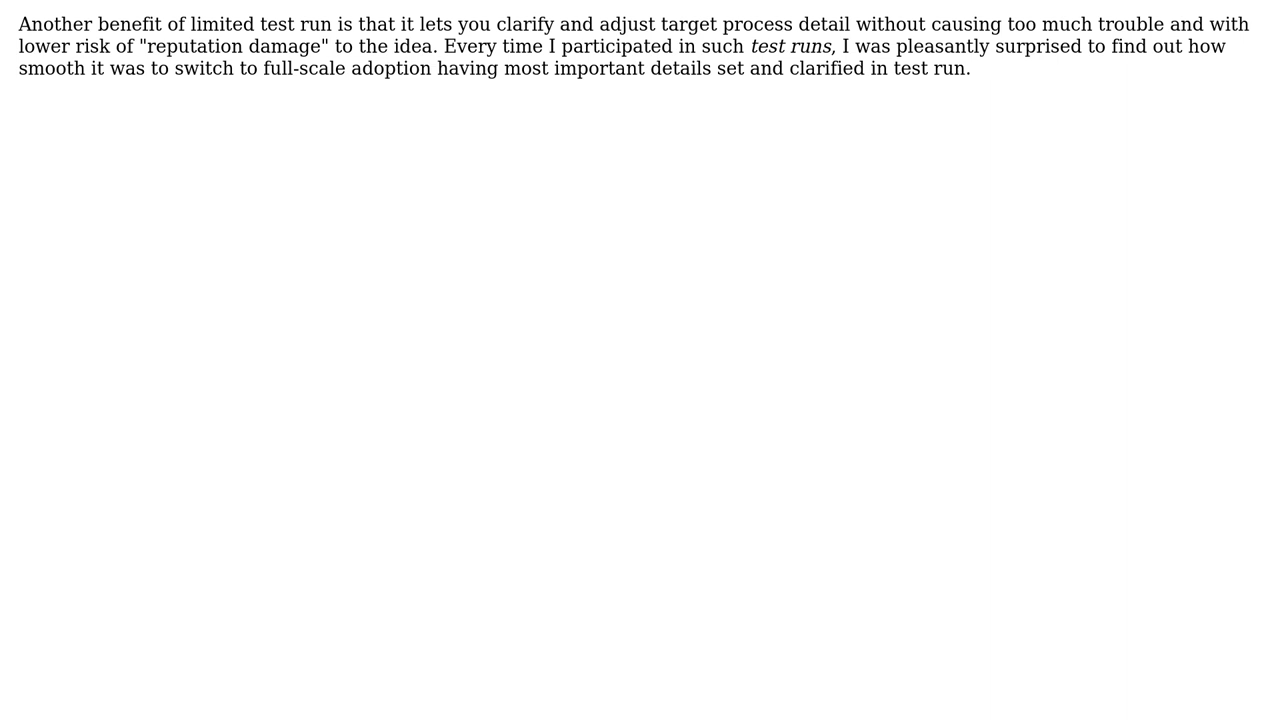 Another benefit of limited test run is that it lets you clarify and adjust target process detail without causing too much trouble and with
lower risk of "reputation damage" to the idea. Every time I participated in such test runs, I was pleasantly surprised to find out how
smooth it was to switch to full-scale adoption having most important details set and clarified in test run.